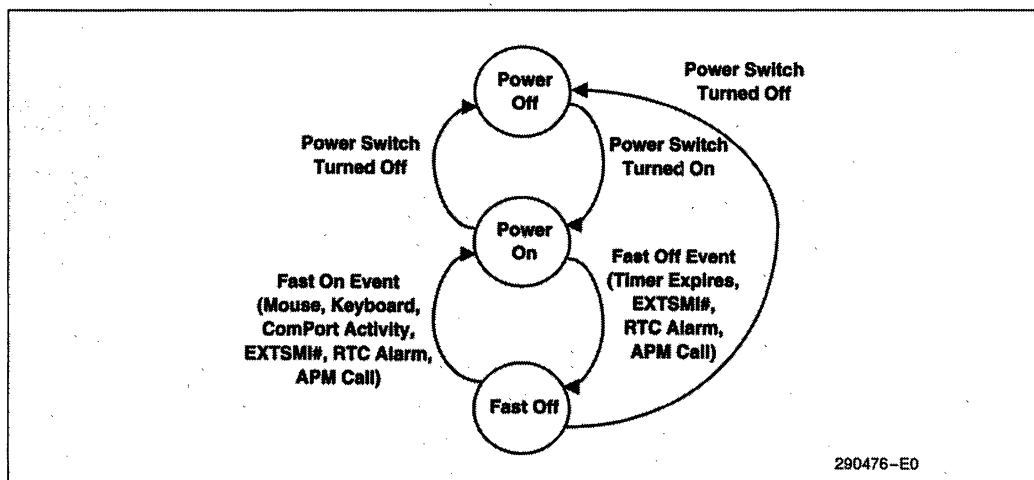 Power
Off
Power Switch
Turned Off
Power Switch
Turned Off
Power Switch
Turned On
Power
On
Fast On Event
(Mouse, Keyboard,
ComPort Activity,
EXTSMI#, RTC Alarm,
APM Call)
Fast Off Event
(Timer Expires,
EXTSMI#,
RTC Alarm,
APM Call)
Fast Off
290476-E0